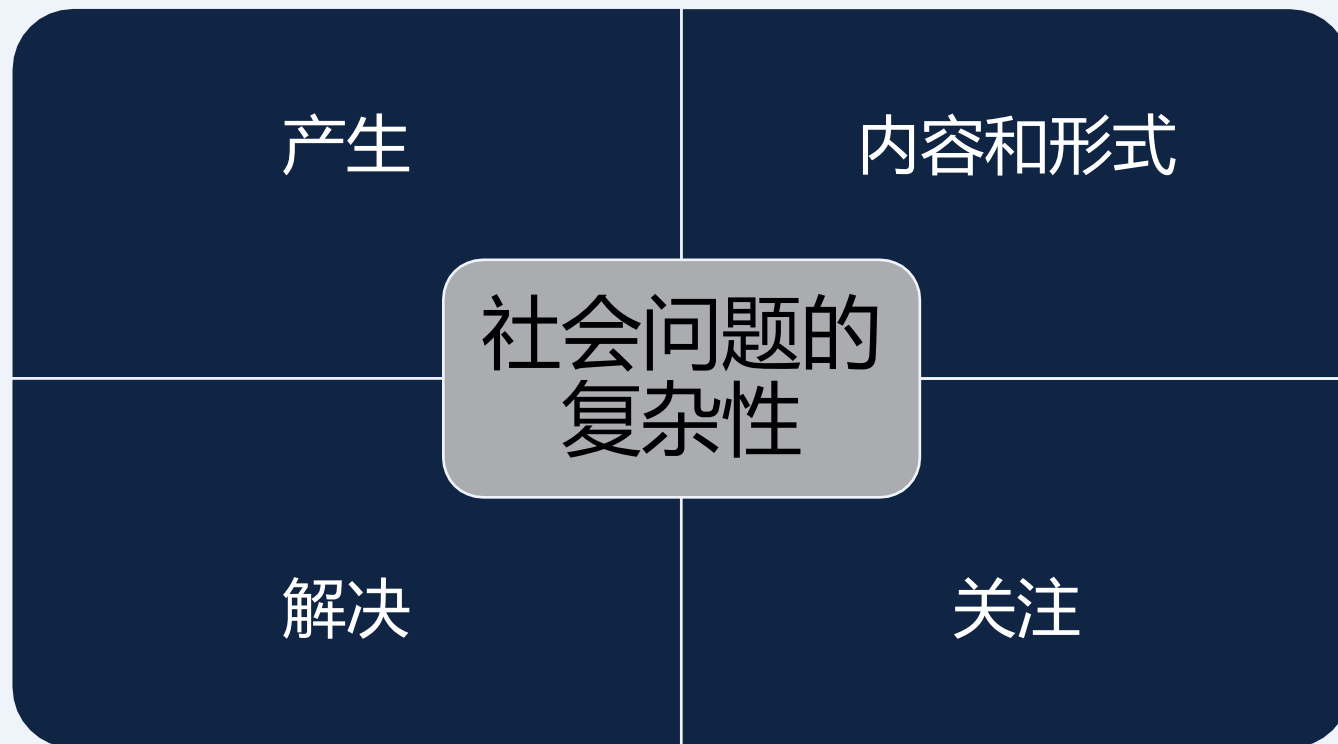 产生
内容和形式
社会问题的
复杂性
解决
关注